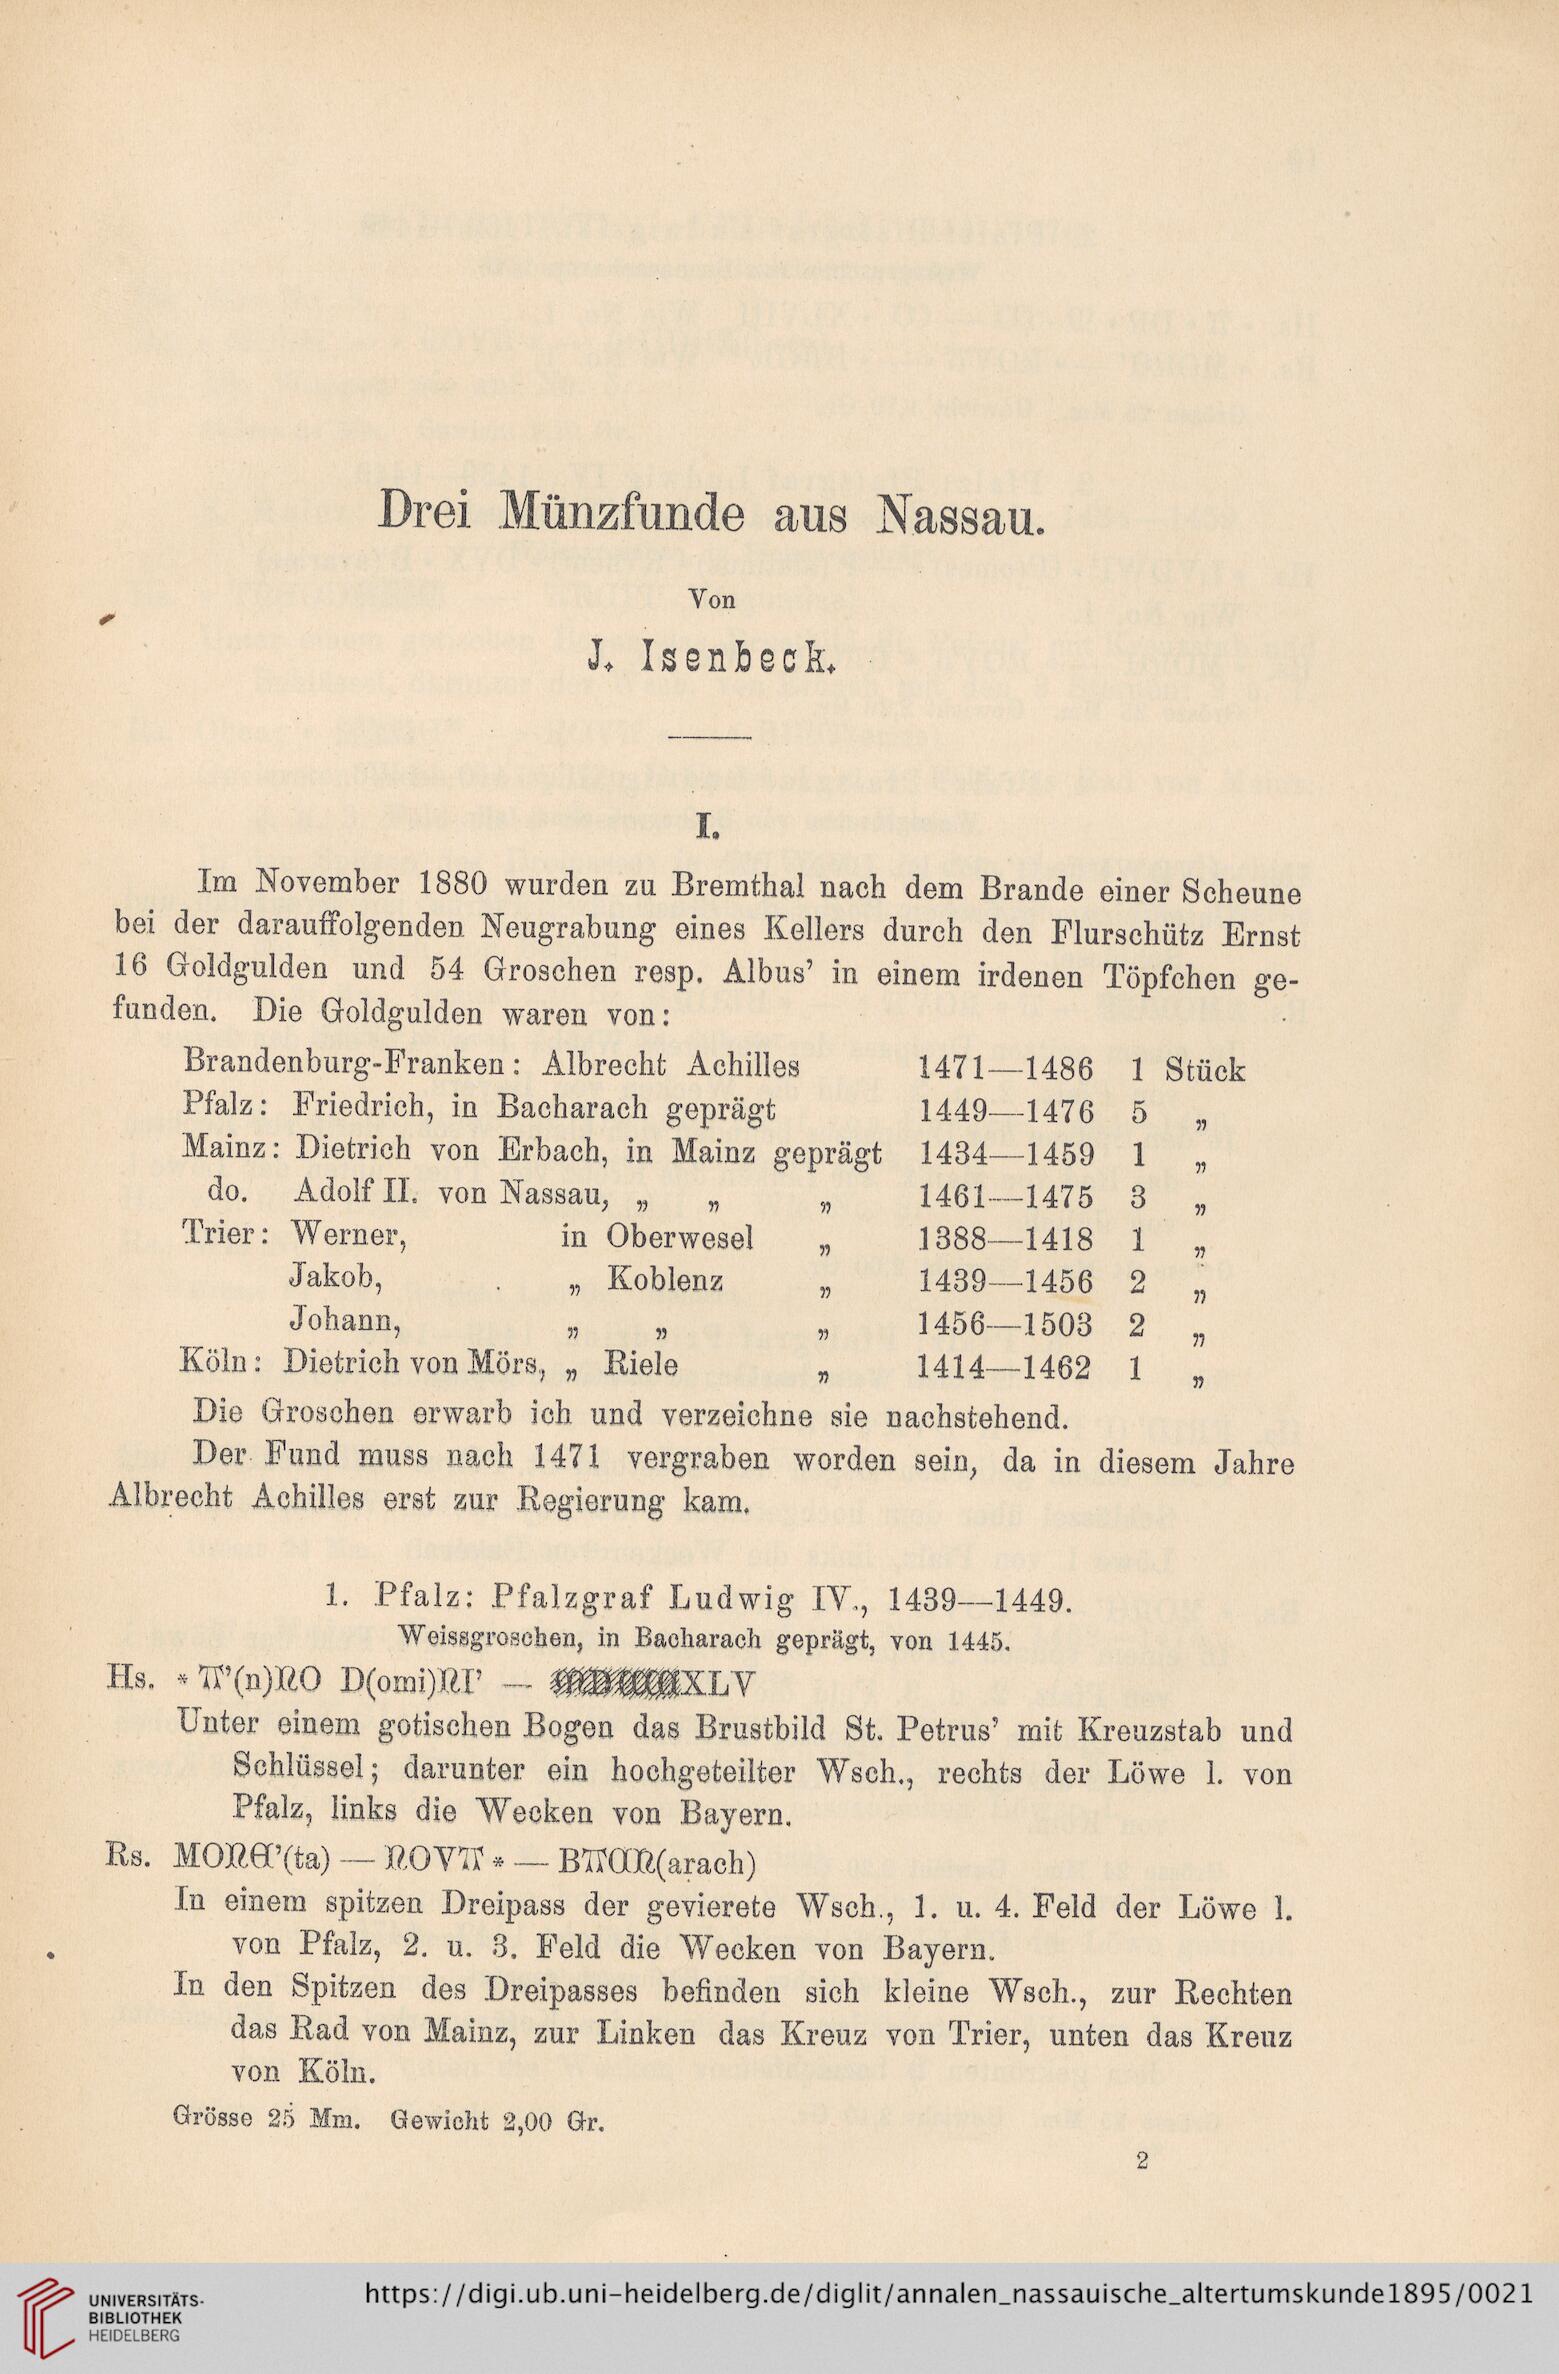 Drei Münzfunde aus Nassau.
Von
J. Isenbeck.
I.
Im November 1880 wurden zu Bremthal nach dem Brande einer Scheune
bei der darauffolgenden Neugrabung eines Kellers durch den Flurschütz Ernst
16 Goldgulden und 54 Groschen resp. Albus’ in einem irdenen Töpfchen ge-
funden. Die Goldgulden waren von:
Brandenburg-Franken: Albrecht Achilles 1471—1486 1 Stück
Pfalz: Friedrich, in Bacharach geprägt 1449—1476 5 „
Mainz: Dietrich von Erbach, in Mainz geprägt 1434—1459 1 „
do. Adolf II. von Nassau, „ „ „ 1461—1475 3 „
Trier: Werner, in Oberwesel „ 1388—1418 1 „
Jakob, „ Koblenz „ 1439—1456 2 „
Johann, „ „ „ 1456—1503 2 „
Köln: Dietrich von Mörs, „ Riele „ 1414—1462 1 „
Die Groschen erwarb ich und verzeichne sie nachstehend.
Der Fund muss nach 1471 vergraben worden sein, da in diesem Jahre
Albrecht Achilles erst zur Regierung kam.
1. Pfalz: Pfalzgraf Ludwig IV., 1439—1449.
Weissgroschen, in Bacharach geprägt, von 1445.
Hs. * A’(n)NO D(omi)NI’ — XLV
Unter einem gotischen Bogen das Brustbild St. Petrus’ mit Kreuzstab und
Schlüssel; darunter ein hochgeteilter Wsch., rechts der Löwe l. von
Pfalz, links die Wecken von Bayern.
Rs. MONE’(ta) — NOVA * — BACH(arach)
In einem spitzen Dreipass der gevierete Wsch., 1. u. 4. Feld der Löwe l.
von Pfalz, 2. u. 3. Feld die Wecken von Bayern.
In den Spitzen des Dreipasses befinden sich kleine Wsch., zur Rechten
das Rad von Mainz, zur Linken das Kreuz von Trier, unten das Kreuz
von Köln.
Grösse 25 Mm. Gewicht 2,00 Gr.
2
UNIVERSITÄTS-
BIBLIOTHEK
HEIDELBERG
https://digi.ub.uni-heidelberg.de/diglit/annalen_nassauische_altertumskunde1895/0021